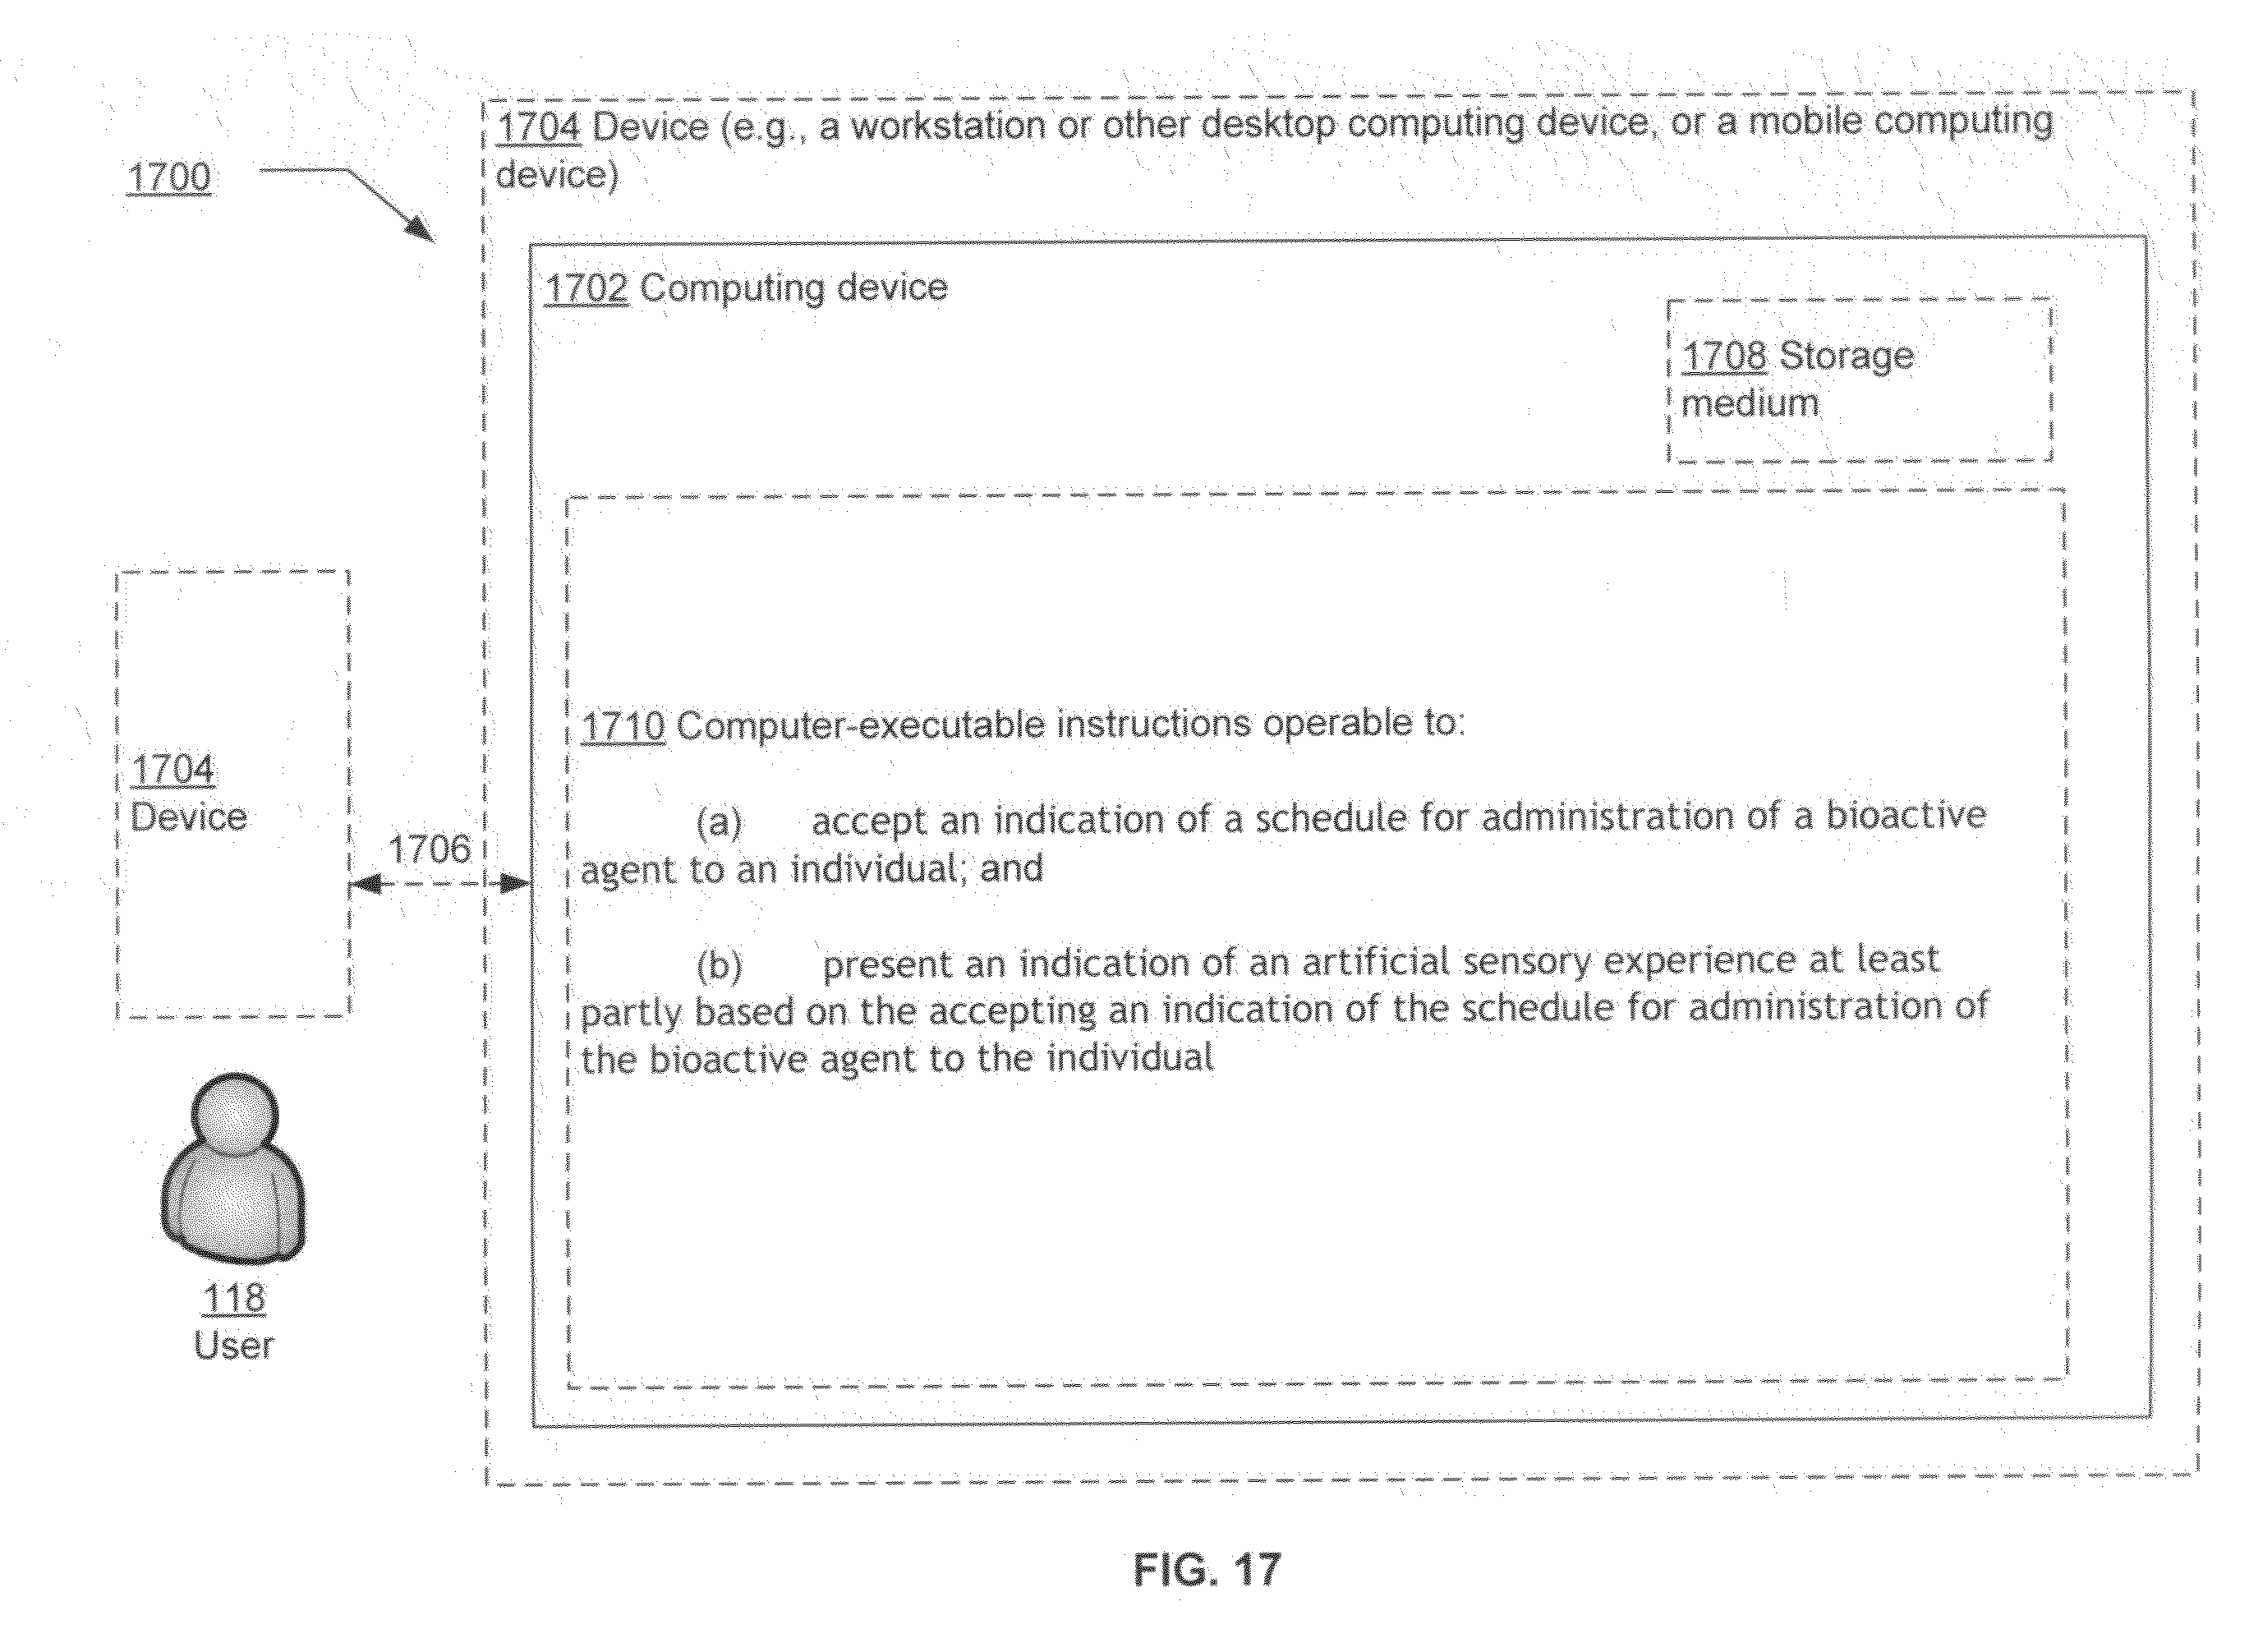 1700
1704 Device (e.g., a workstation or other desktop computing device, or a mobile computing
device)
1702 Computing device
1708 Storage
medium
1704
Device
1706
1710 Computer-executable instructions operable to:
(a) accept an indication of a schedule for administration of a bioactive
agent to an individual; and
(b) present an indication of an artificial sensory experience at least
partly based on the accepting an indication of the schedule for administration of
the bioactive agent to the individual
118
User
FIG. 17